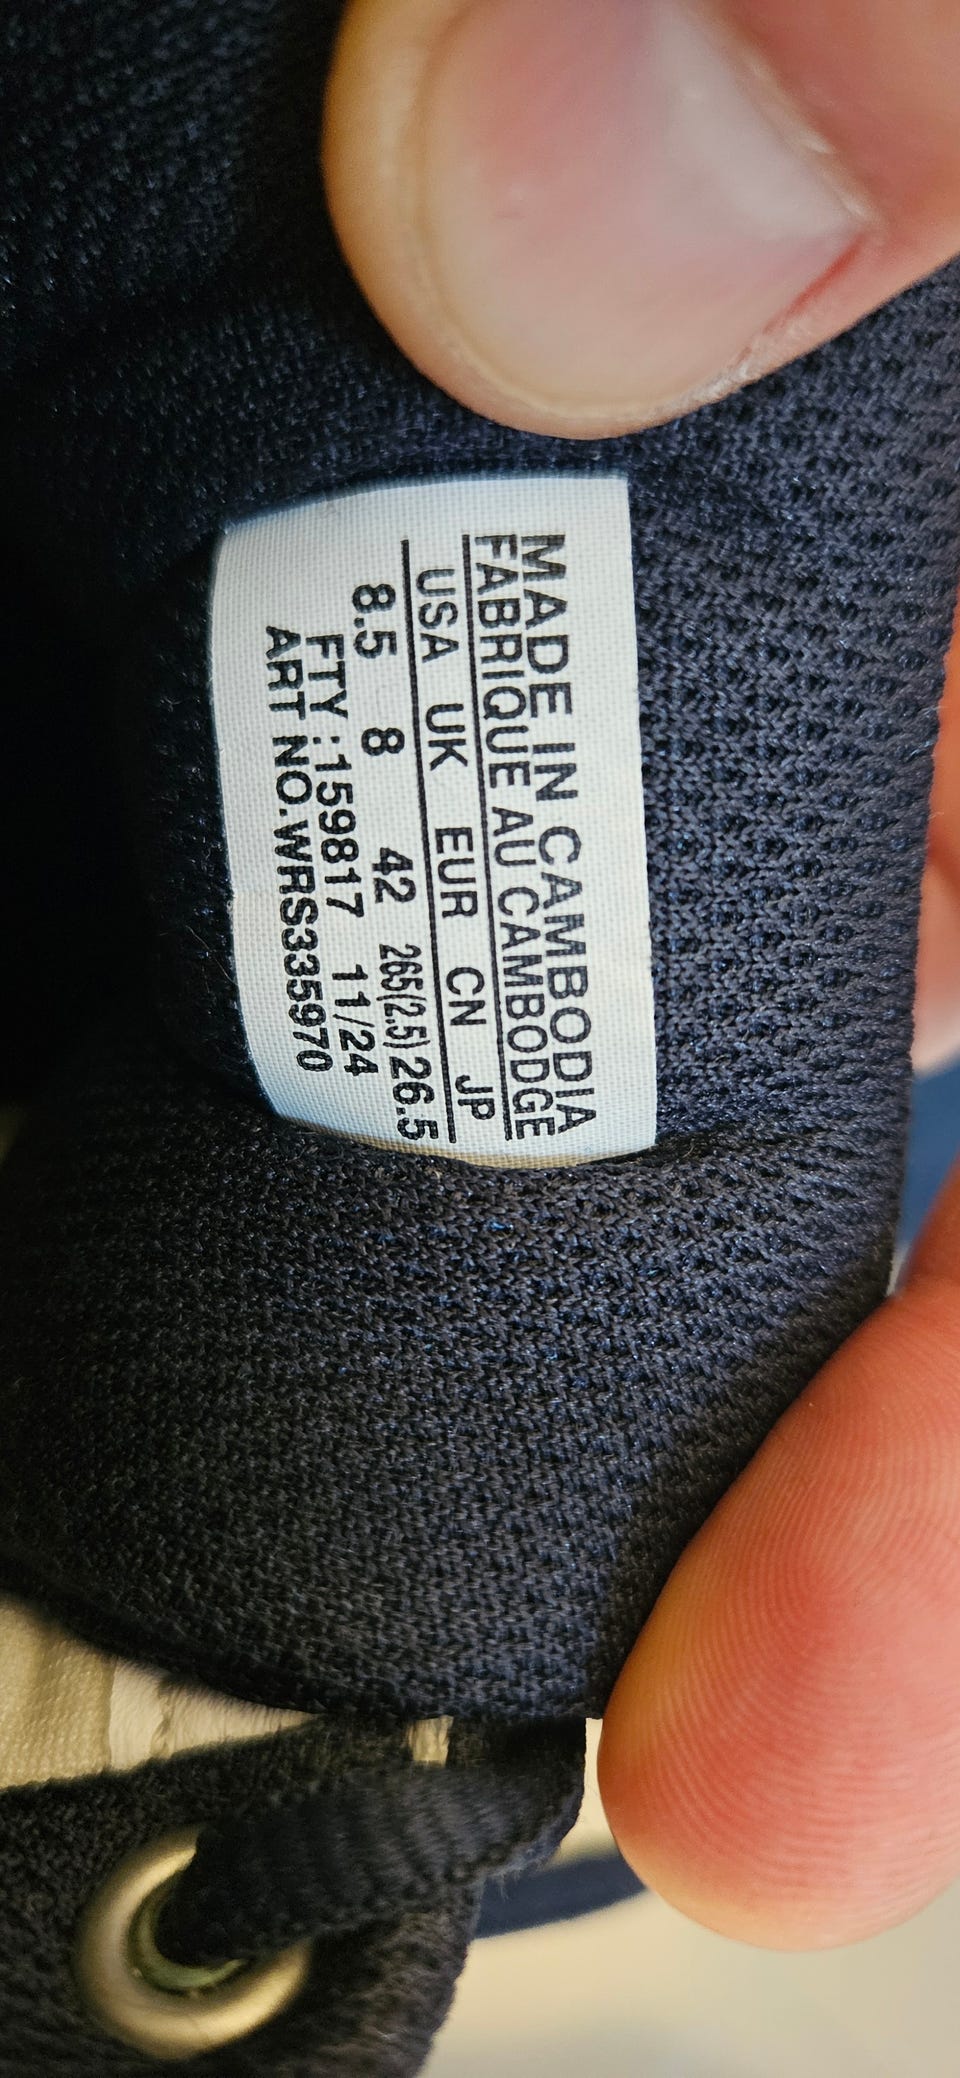 MADE IN CAMBODIA
FABRIQUE AU CAMBODGE
USA UK EUR CN JP
8.5 8 42 265(2.5) 26.5
FTY:159817 11/24
ART NO.WRS335970